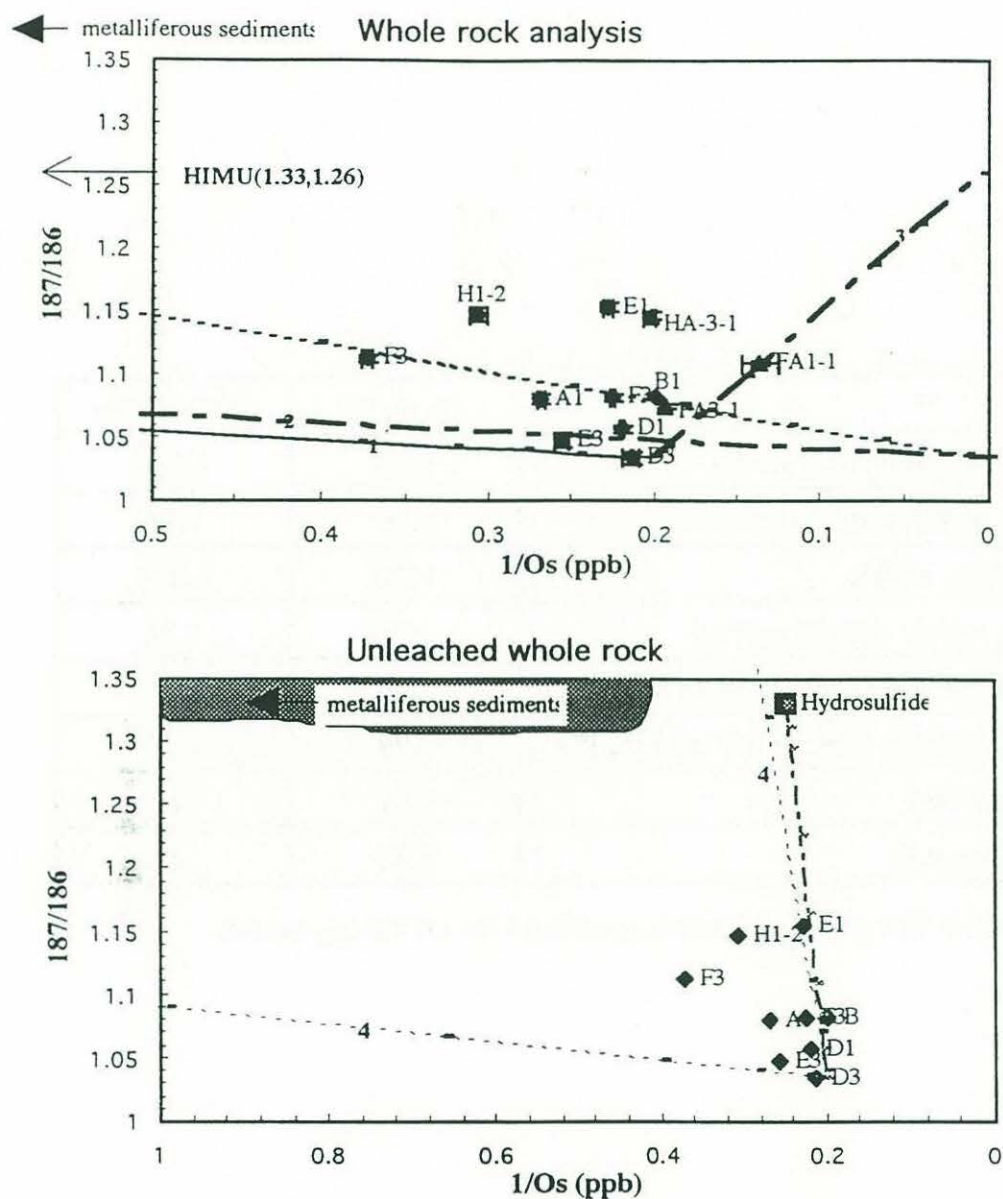 metalliferous sediments Whole rock analysis
1.35
1.3
HIMU(1.33,1.26)
1.25
187/186
1.2
3
H1-2
E1
HA-3-1
1.15
F3
FA1-1
1.1
A1
F3
B1
FA3-1
D1
2
1.05
1
E3
D3
1
0.5 0.4 0.3 0.2 0.1 0
1/Os (ppb)
Unleached whole rock
1.35
metalliferous sediments
Hydrosulfide
1.3
4
1.25
187/186
1.2
1.15
H1-2
E1
F3
1.1
4
B
D1
1.05
E3
D3
1
1 0.8 0.6 0.4 0.2 0
1/Os (ppb)